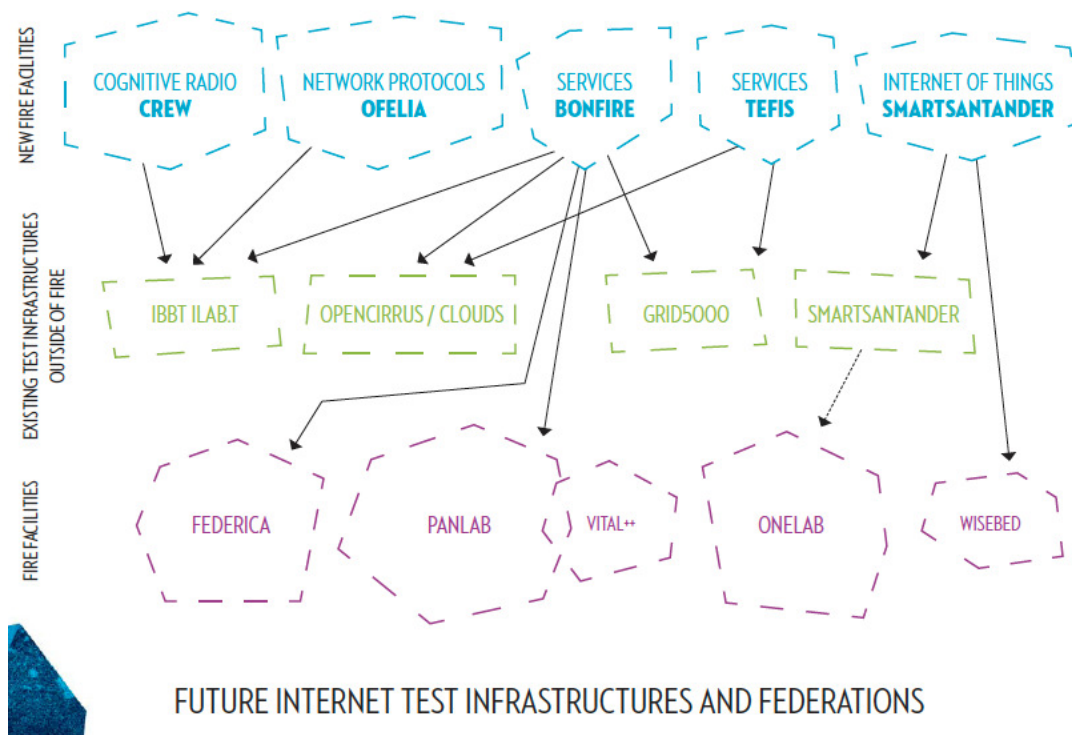 NEW FIRE FACILITIES
COGNITIVE RADIO
CREW
NETWORK PROTOCOLS
OFELIA
SERVICES
BONFIRE
SERVICES
TEFIS
INTERNET OF THINGS
SMARTSANTANDER
EXISTING TEST INFRASTRUCTURES
OUTSIDE OF FIRE
IBBT ILAB.T
OPENCIRRUS / CLOUDS
GRID5000
SMARTSANTANDER
FIRE FACILITIES
FEDERICA
PANLAB
VITAL++
ONELAB
WISEBED
FUTURE INTERNET TEST INFRASTRUCTURES AND FEDERATIONS